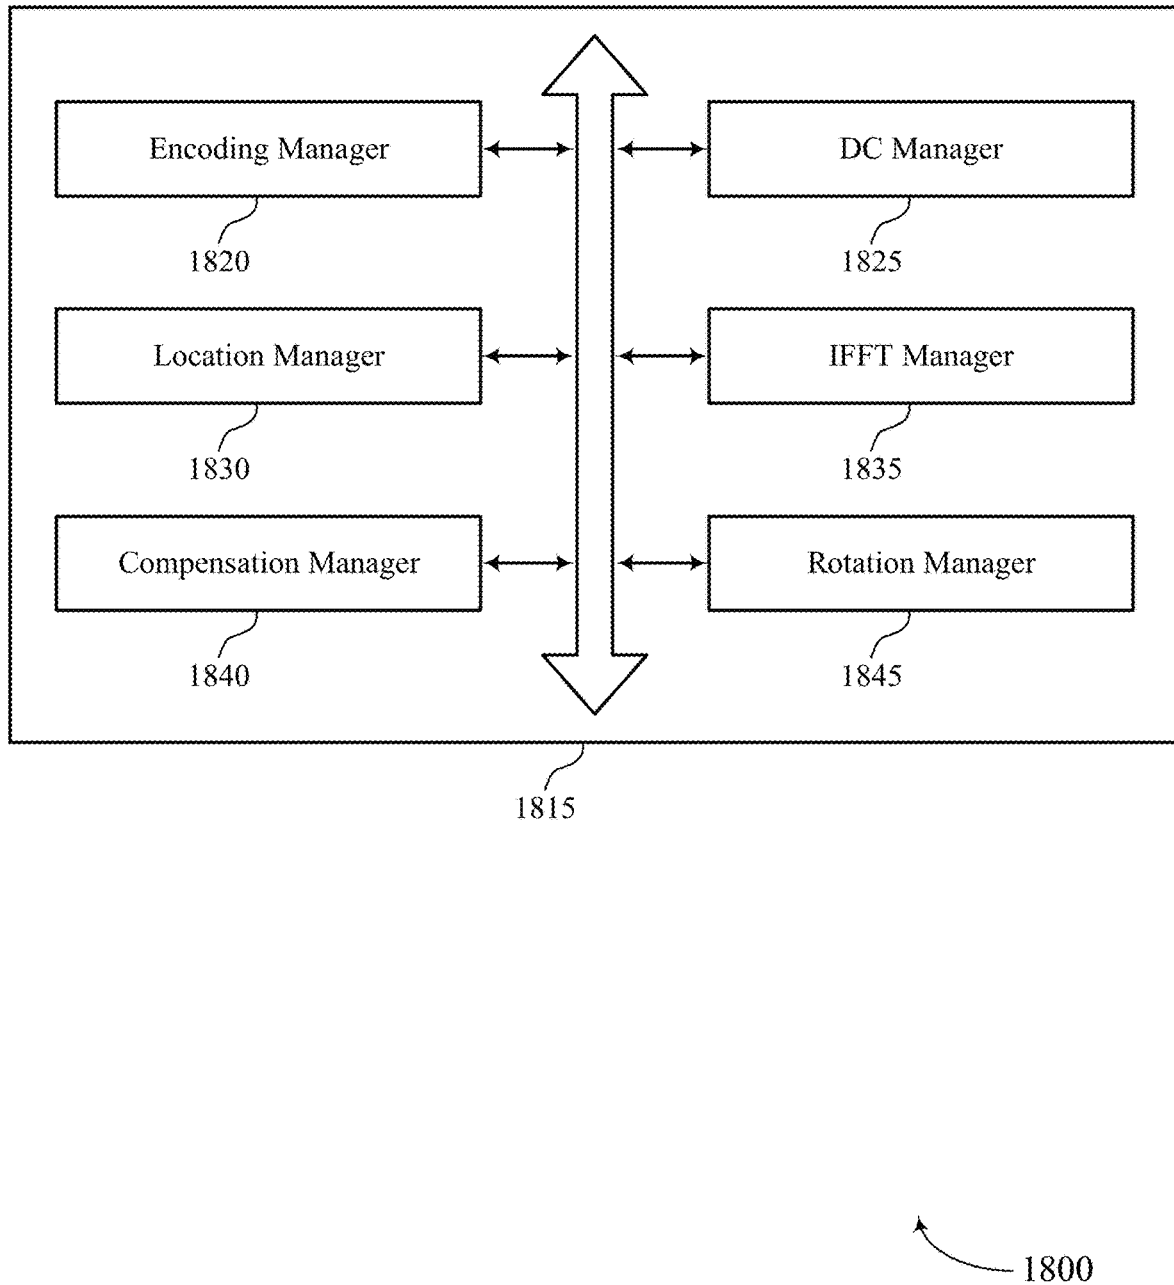 Encoding Manager
DC Manager
1820
1825
Location Manager
IFFT Manager
1830
1835
Compensation Manager
Rotation Manager
1840
1845
1815
1800